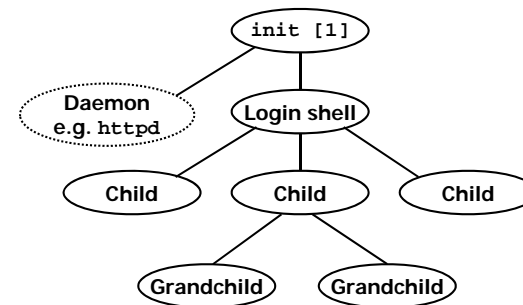 init [1]
Daemon
e.g. httpd
Login shell
Child
Child
Child
Grandchild
Grandchild